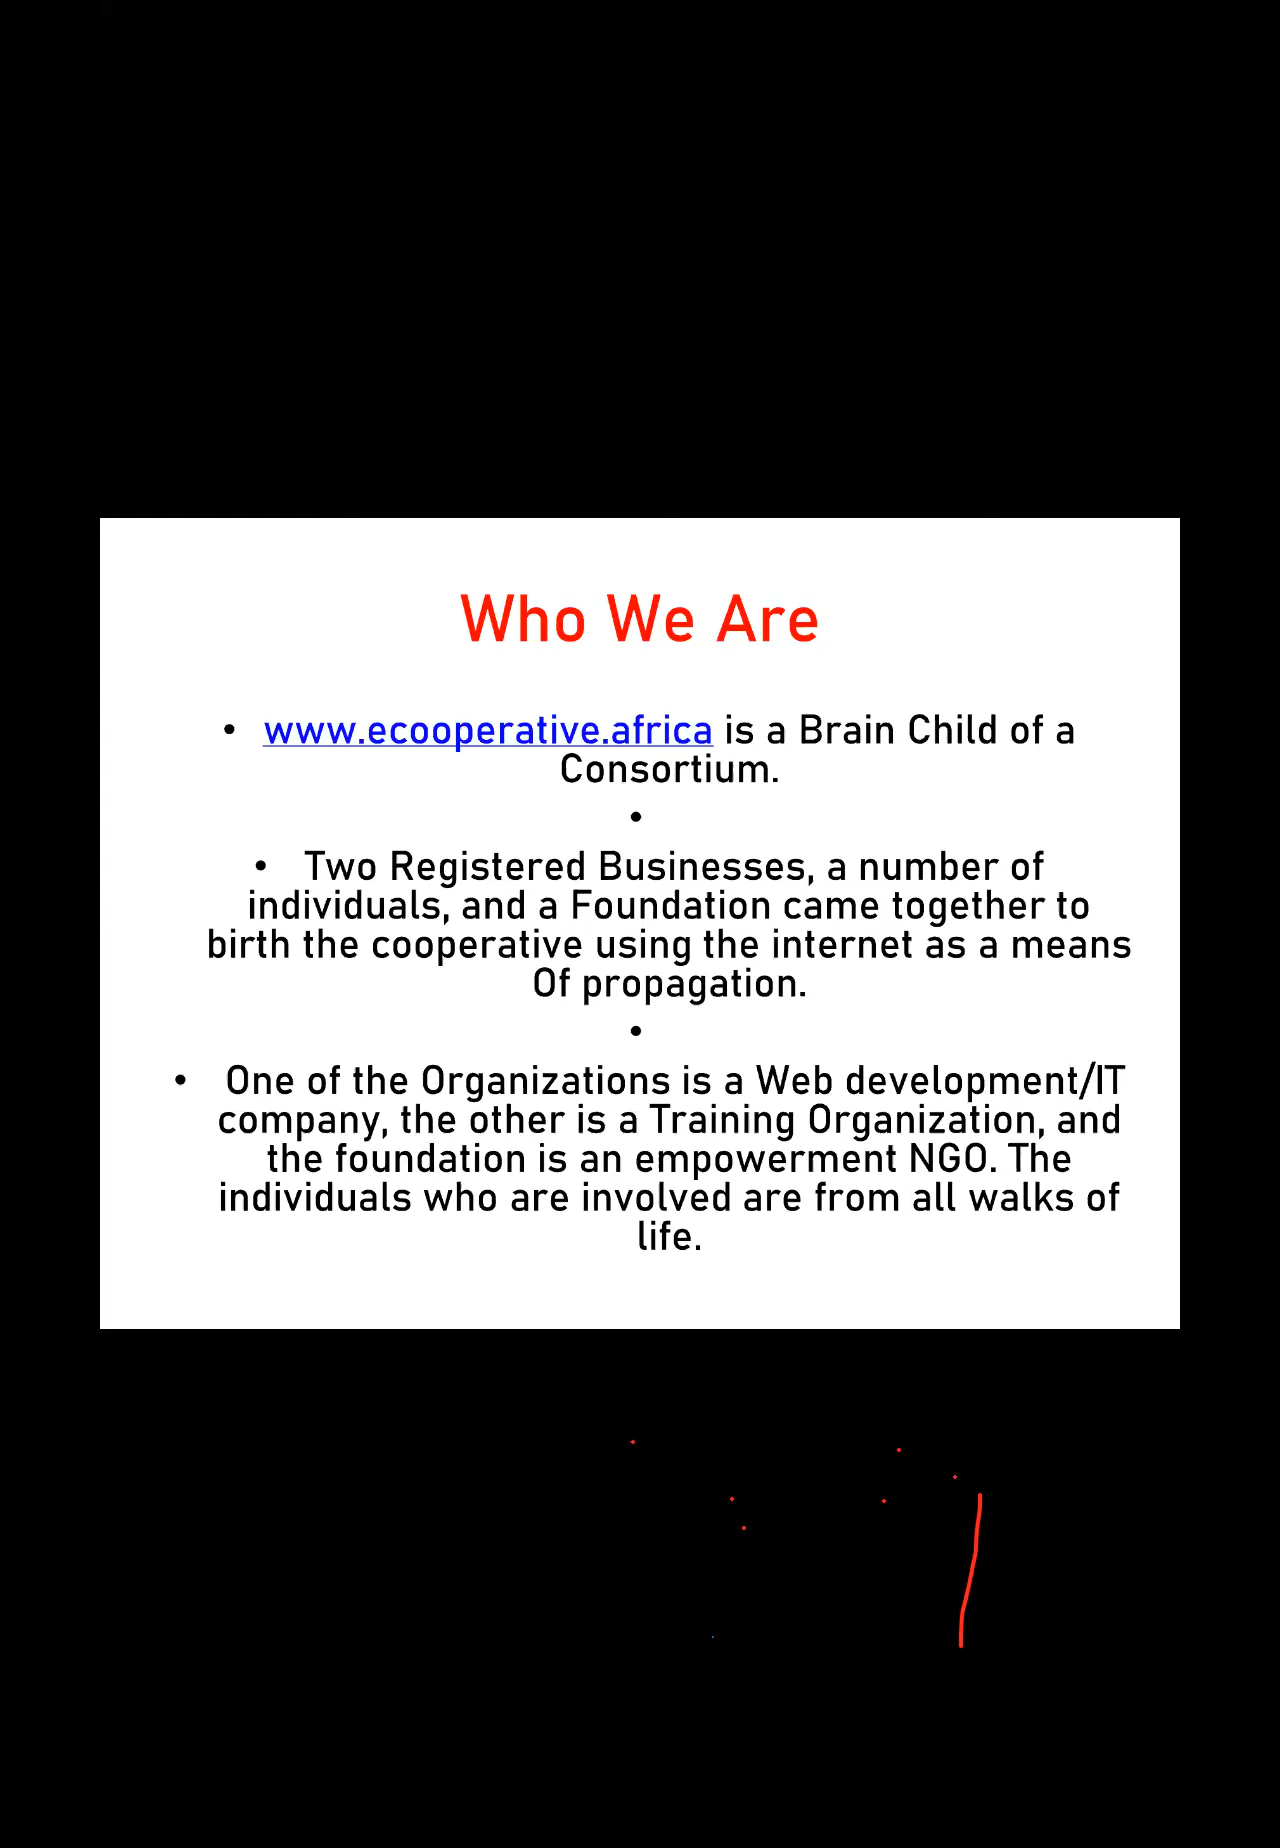 Who We Are
• www.ecooperative.africa is a Brain Child of a
Consortium.
•
• Two Registered Businesses, a number of
individuals, and a Foundation came together to
birth the cooperative using the internet as a means
Of propagation.
•
• One of the Organizations is a Web development/IT
company, the other is a Training Organization, and
the foundation is an empowerment NGO. The
individuals who are involved are from all walks of
life.